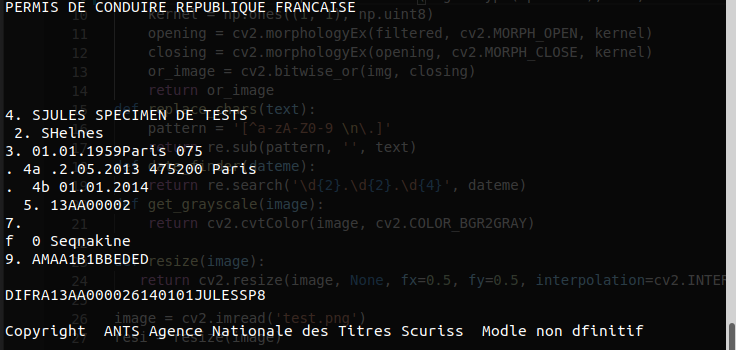 PERMIS DE CONDUIRE REPUBLIQUE FRANCAISE
10 kernel = np.ones((1, 1), np.uint8)
11 opening = cv2.morphologyEx(filtered, cv2.MORPH_OPEN, kernel)
12 closing = cv2.morphologyEx(opening, cv2.MORPH_CLOSE, kernel)
13 or_image = cv2.bitwise_or(img, closing)
14 return or_image
replace_chars(text):
4. SJULES SPECIMEN DE TESTS
pattern = '[^a-zA-Z0-9 \n\.]'
2. SHelnes
return re.sub(pattern, '', text)
3. 01.01.1959Paris 075
(dateme):
. 4a .2.05.2013 475200 Paris
return re.search('\d{2}.\d{2}.\d{4}', dateme)
. 4b 01.01.2014
get_grayscale(image):
5. 13AA00002
21 return cv2.cvtColor(image, cv2.COLOR_BGR2GRAY)
7.
f 0 Seqnakine
resize(image):
9. AMAA1B1BBEDED
24 return cv2.resize(image, None, fx=0.5, fy=0.5, interpolation=cv2.INTER
DIFRA13AA000026140101JULESSP8
26 image = cv2.imread('test.png')
Copyright ANTS Agence Nationale des Titres Scuriss Modle non dfinitif
27 resi = resize(image)